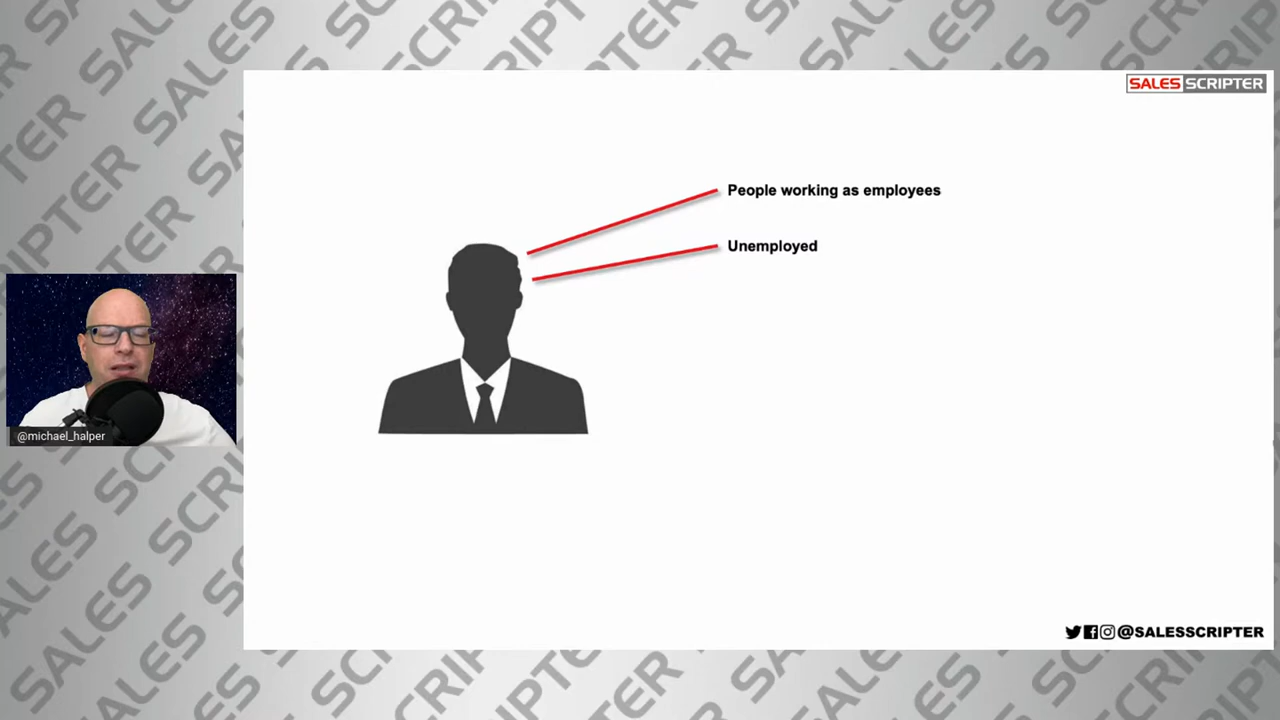 SALES SCRIPTER
People working as employees
Unemployed
@michael_halper
@SALESSCRIPTER